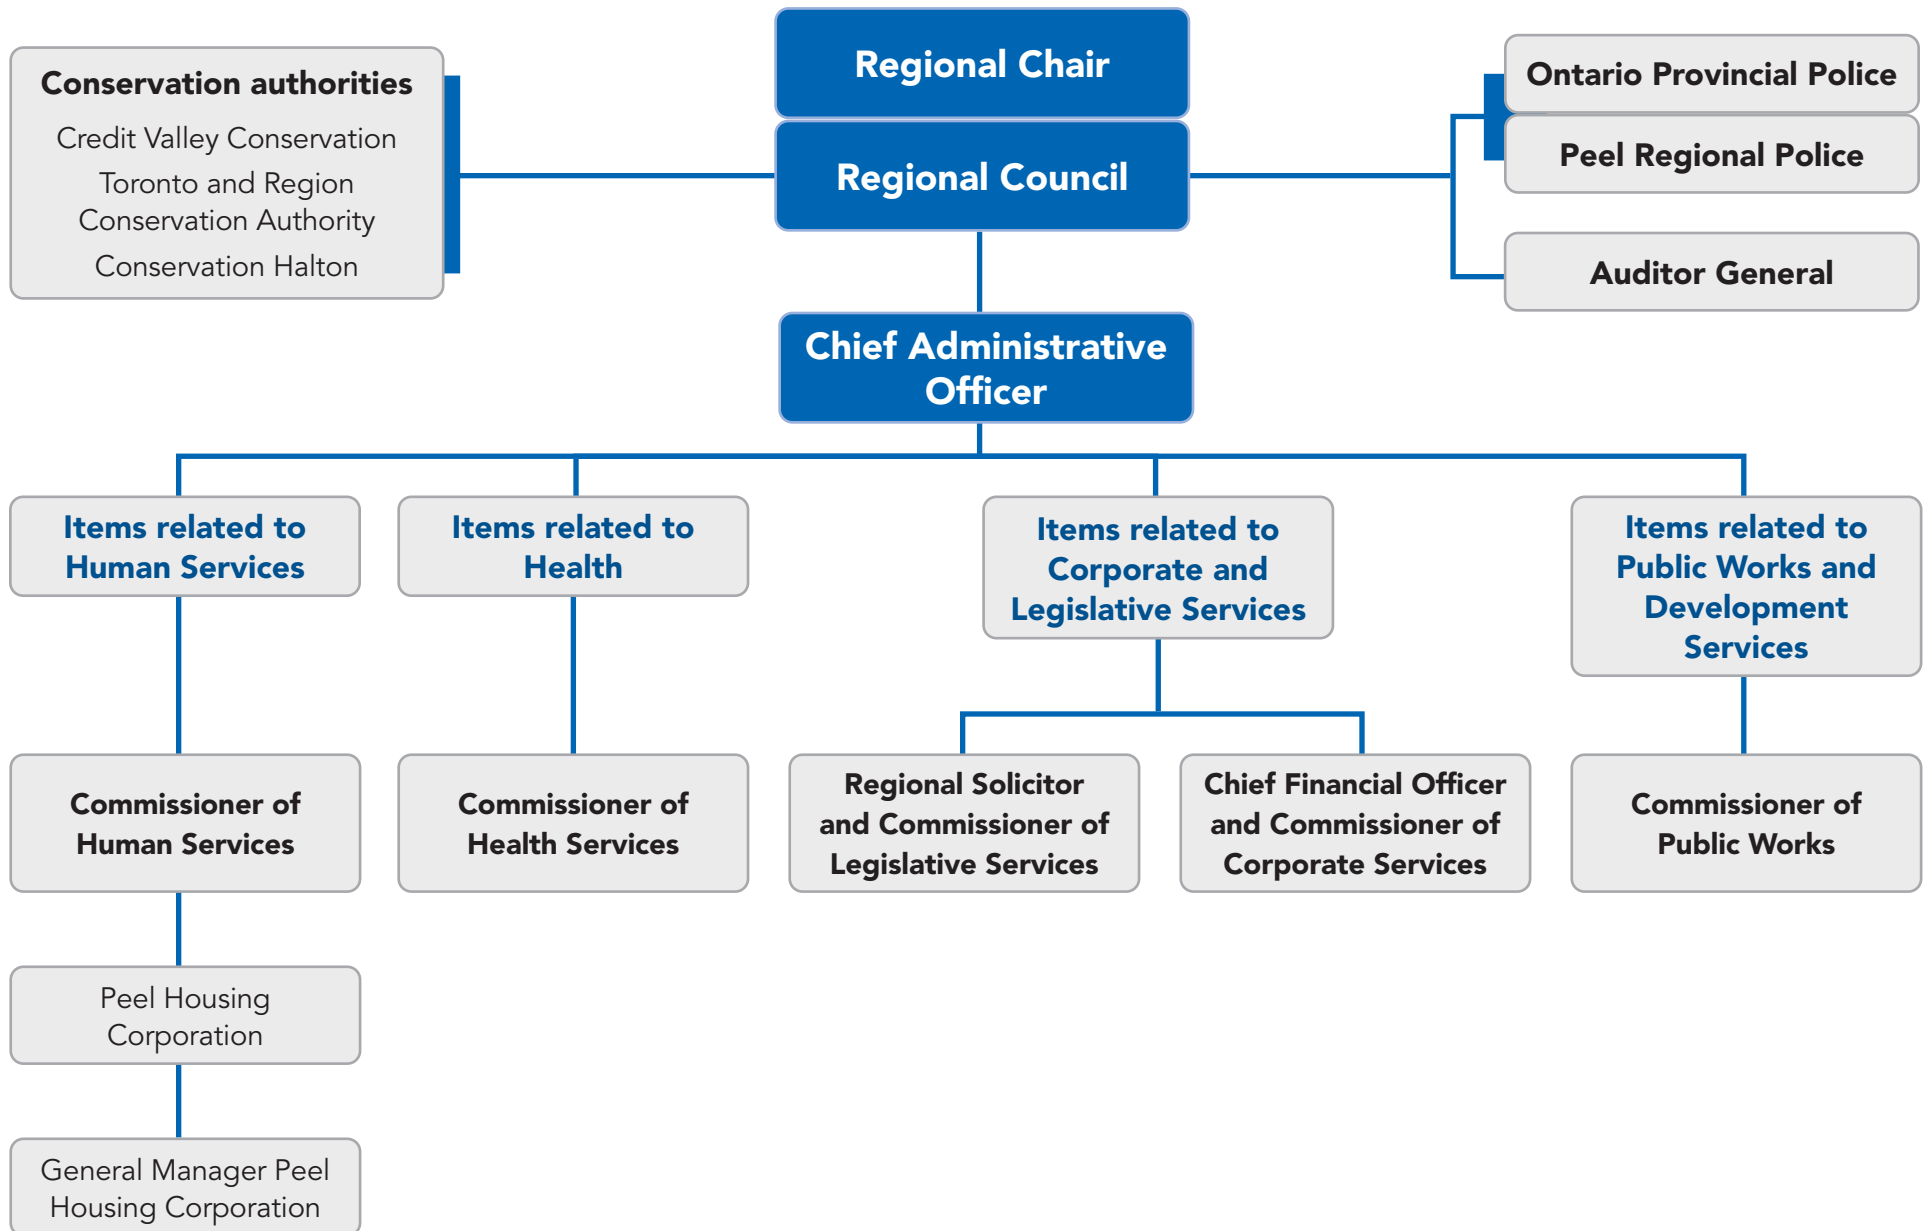 Regional Chair
Regional Council
Conservation authorities
Credit Valley Conservation
Toronto and Region
Conservation Authority
Conservation Halton
Ontario Provincial Police
Peel Regional Police
Auditor General
Chief Administrative
Officer
Items related to
Human Services
Items related to
Health
Items related to
Corporate and
Legislative Services
Items related to
Public Works and
Development
Services
Commissioner of
Human Services
Commissioner of
Health Services
Regional Solicitor
and Commissioner of
Legislative Services
Chief Financial Officer
and Commissioner of
Corporate Services
Commissioner of
Public Works
Peel Housing
Corporation
General Manager Peel
Housing Corporation